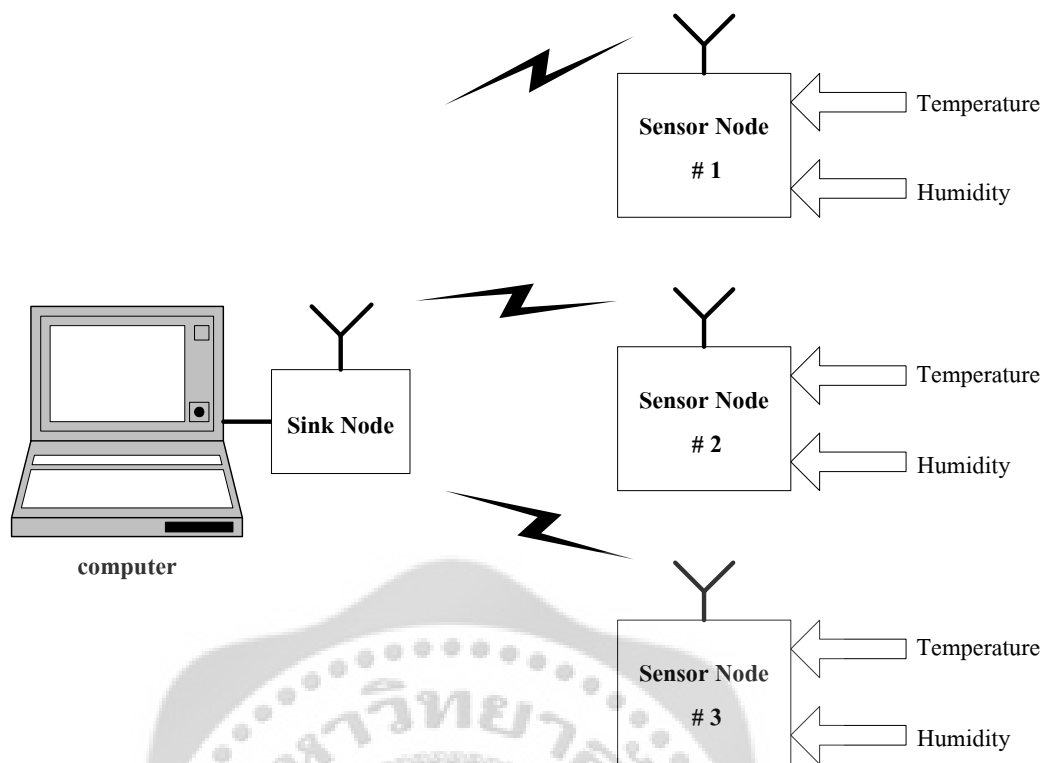 Temperature
Sensor Node
# 1
Humidity
Temperature
Sensor Node
# 2
Humidity
Sink Node
computer
Temperature
Sensor Node
# 3
Humidity